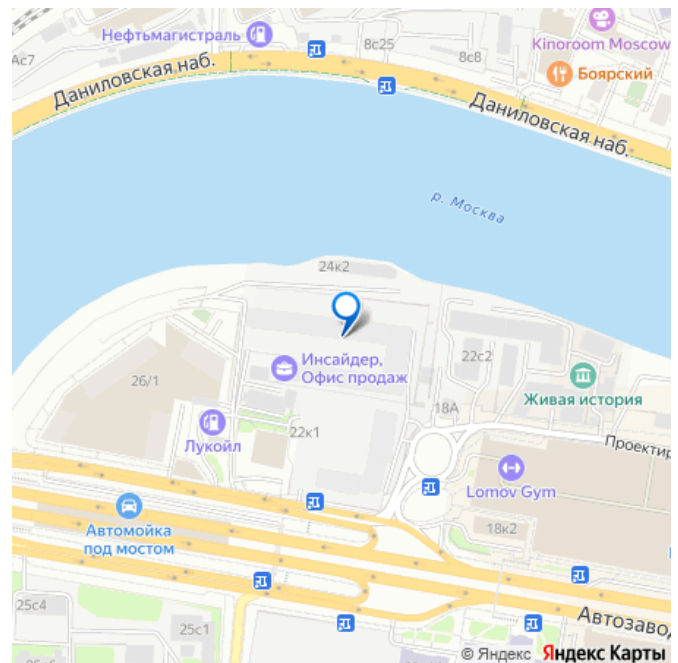 Нефтьмагистраль
8с25
8с8
Kinoroom Moscow
Боярский
Ас7
Даниловская наб.
Даниловская наб.
р. Москва
24к2
Инсайдер,
Офис продаж
22с2
Живая история
26/1
18А
Лукойл
22к1
Проектир
Lomov Gym
18к2
Автомойка
под мостом
25с4
25с1
Автозавод
© Яндекс Яндекс Карты